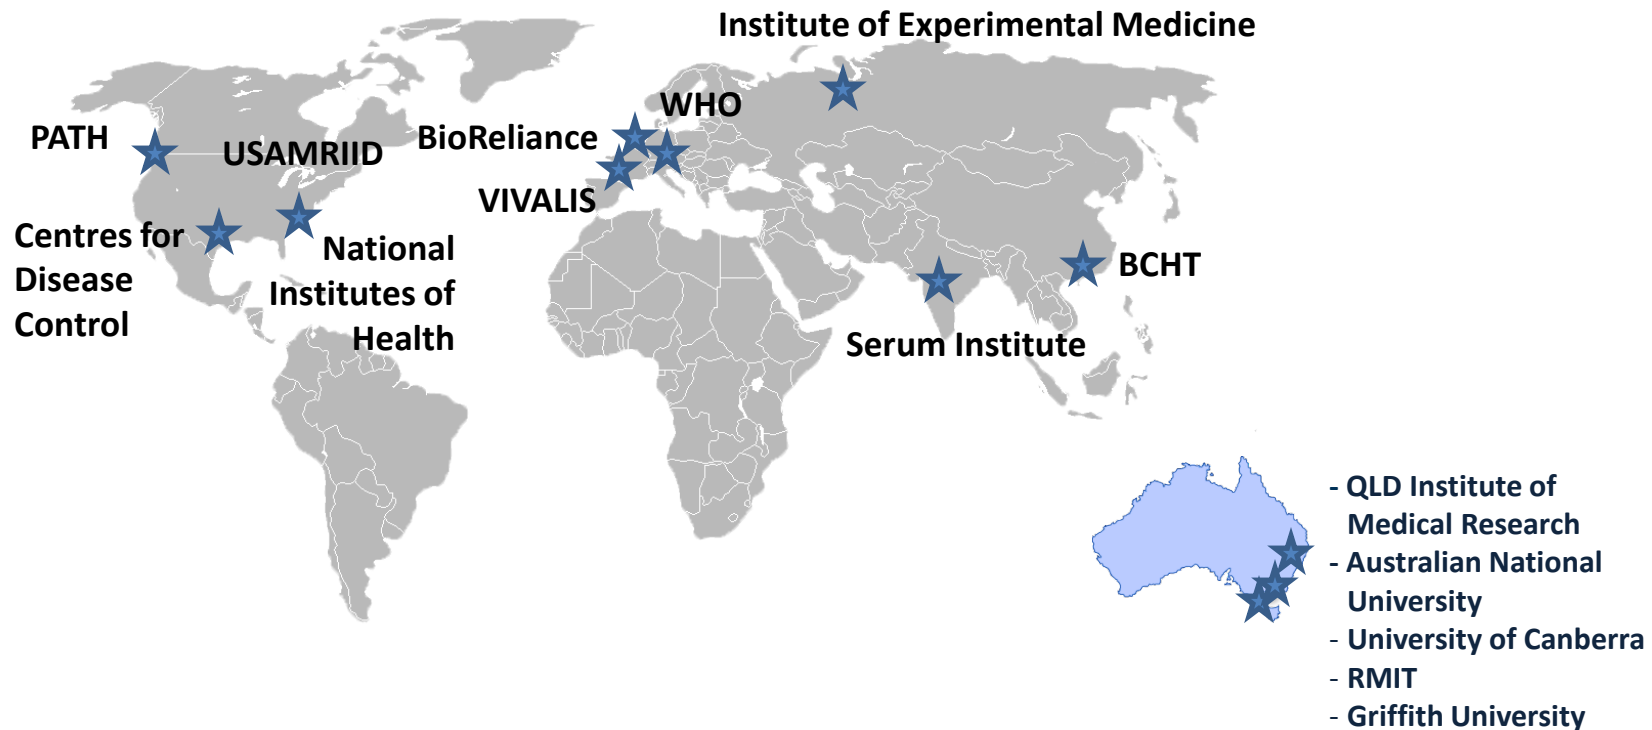 Institute of Experimental Medicine
WHO
PATH
USAMRIID
BioReliance
VIVALIS
Centres for
Disease
Control
National
Institutes of
Health
BCHT
Serum Institute
- QLD Institute of
Medical Research
- Australian National
University
- University of Canberra
- RMIT
- Griffith University